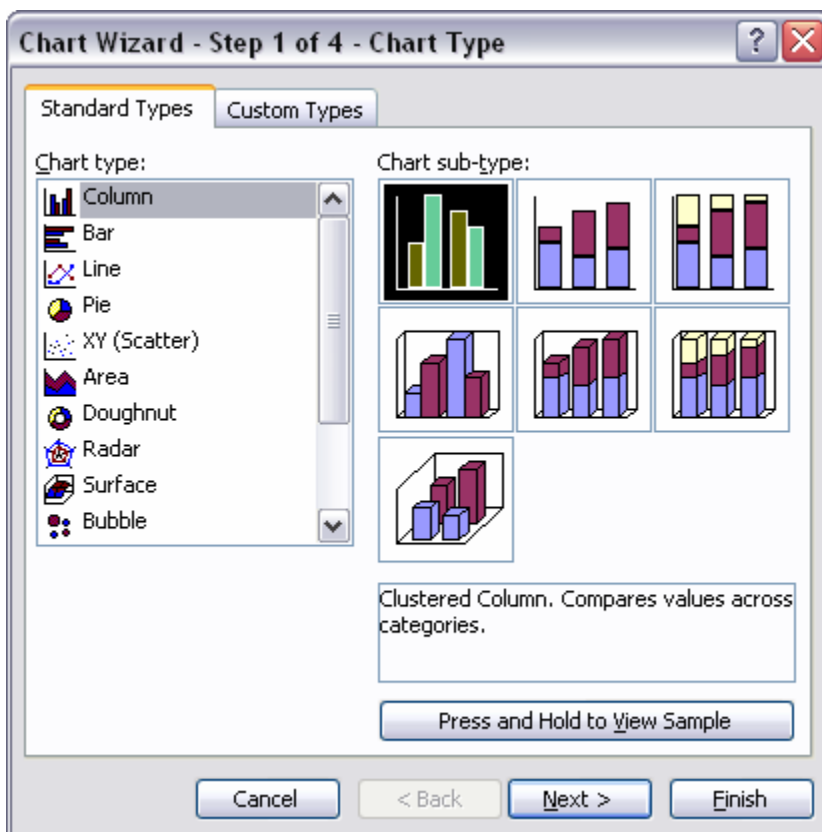 Chart Wizard - Step 1 of 4 - Chart Type
?
Standard Types
Custom Types
Chart type:
Column
Bar
Line
Pie
XY (Scatter)
Area
Doughnut
Radar
Surface
Bubble
Chart sub-type:
Clustered Column. Compares values across
categories.
Press and Hold to View Sample
Cancel
< Back
Next >
Finish